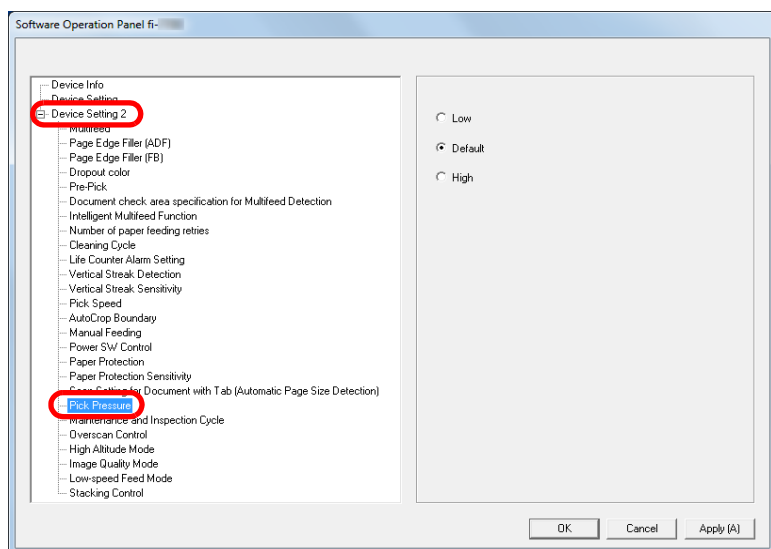 Software Operation Panel fi-
Device Info
Device Setting
Device Setting 2
Multifeed
Page Edge Filler (ADF)
Page Edge Filler (FB)
Dropout color
Pre-Pick
Document check area specification for Multifeed Detection
Intelligent Multifeed Function
Number of paper feeding retries
Cleaning Cycle
Life Counter Alarm Setting
Vertical Streak Detection
Vertical Streak Sensitivity
Pick Speed
AutoCrop Boundary
Manual Feeding
Power SW Control
Paper Protection
Paper Protection Sensitivity
Scan Setting for Document with Tab (Automatic Page Size Detection)
Pick Pressure
Maintenance and Inspection Cycle
Overscan Control
High Altitude Mode
Image Quality Mode
Low-speed Feed Mode
Stacking Control
Low
Default
High
OK Cancel Apply (A)